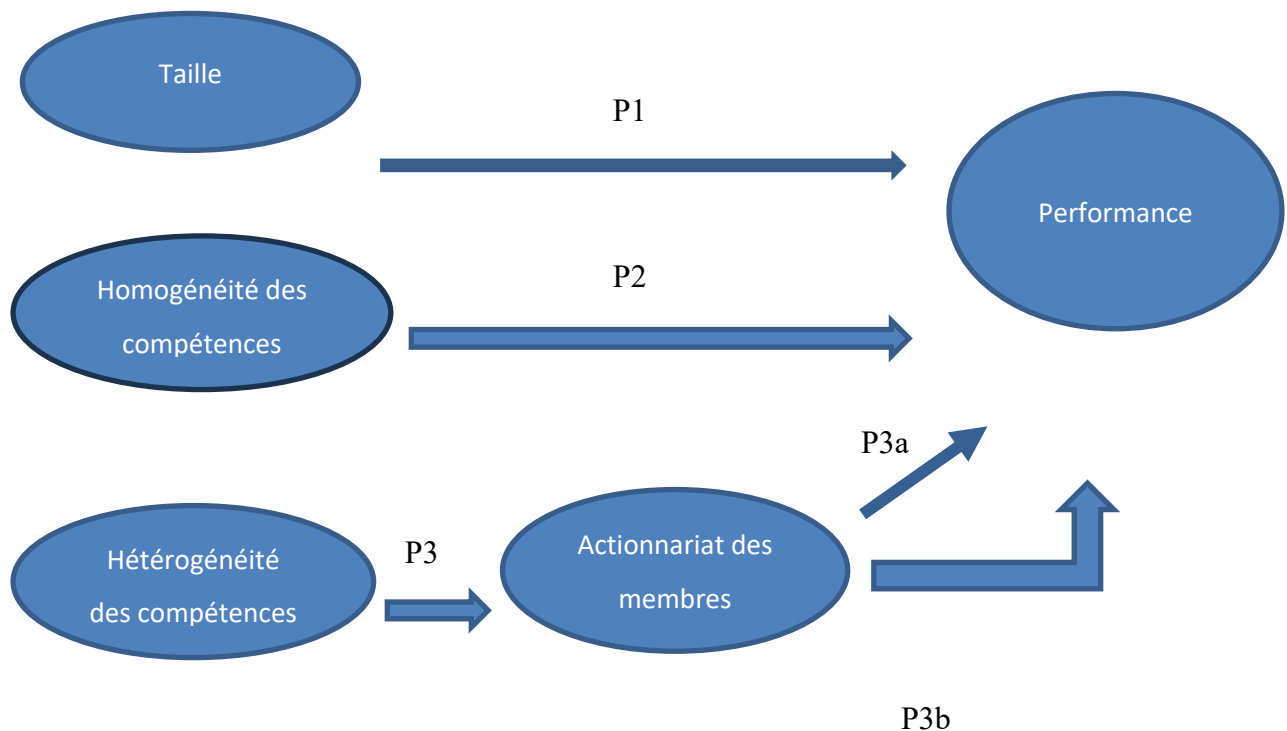 Taille
P1
Performance
Homogénéité des
compétences
P2
P3a
Hétérogénéité
des compétences
P3
Actionnariat des
membres
P3b